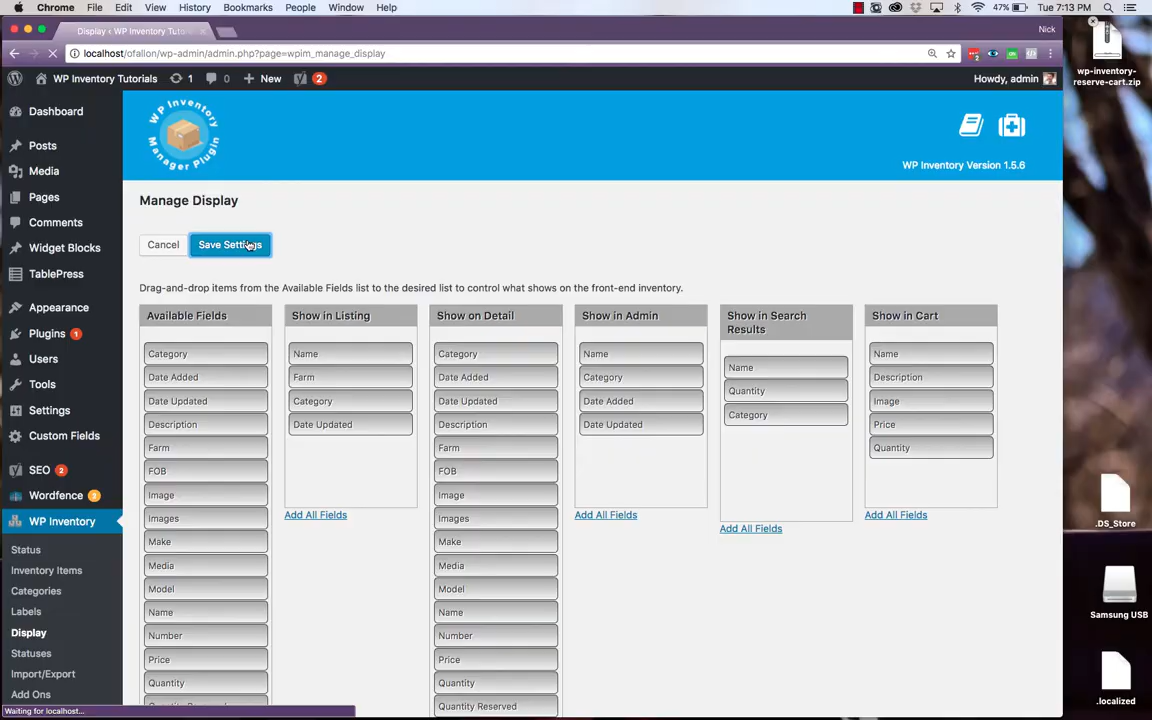 Chrome File Edit View History Bookmarks People Window Help 47% Tue 7:13 PM
Display < WP Inventory Tuto Nick
localhost/ofallon/wp-admin/admin.php?page=wpim_manage_display
WP Inventory Tutorials 1 0 + New 2 Howdy, admin
wp-inventory-
reserve-cart.zip
Dashboard
Posts
Media
Pages
Comments
Widget Blocks
TablePress
Appearance
Plugins 1
Users
Tools
Settings
Custom Fields
SEO 2
Wordfence 2
WP Inventory
Status
Inventory Items
Categories
Labels
Display
Statuses
Import/Export
Add Ons
Waiting for localhost...
WP Inventory
Manager Plugin
WP Inventory Version 1.5.6
Manage Display
Cancel Save Settings
Drag-and-drop items from the Available Fields list to the desired list to control what shows on the front-end inventory.
Available Fields
Category
Date Added
Date Updated
Description
Farm
FOB
Image
Images
Make
Media
Model
Name
Number
Price
Quantity
Show in Listing
Name
Farm
Category
Date Updated
Add All Fields
Show on Detail
Category
Date Added
Date Updated
Description
Farm
FOB
Image
Images
Make
Media
Model
Name
Number
Price
Quantity
Quantity Reserved
Show in Admin
Name
Category
Date Added
Date Updated
Add All Fields
Show in Search
Results
Name
Quantity
Category
Add All Fields
Show in Cart
Name
Description
Image
Price
Quantity
Add All Fields
.DS_Store
Samsung USB
.localized